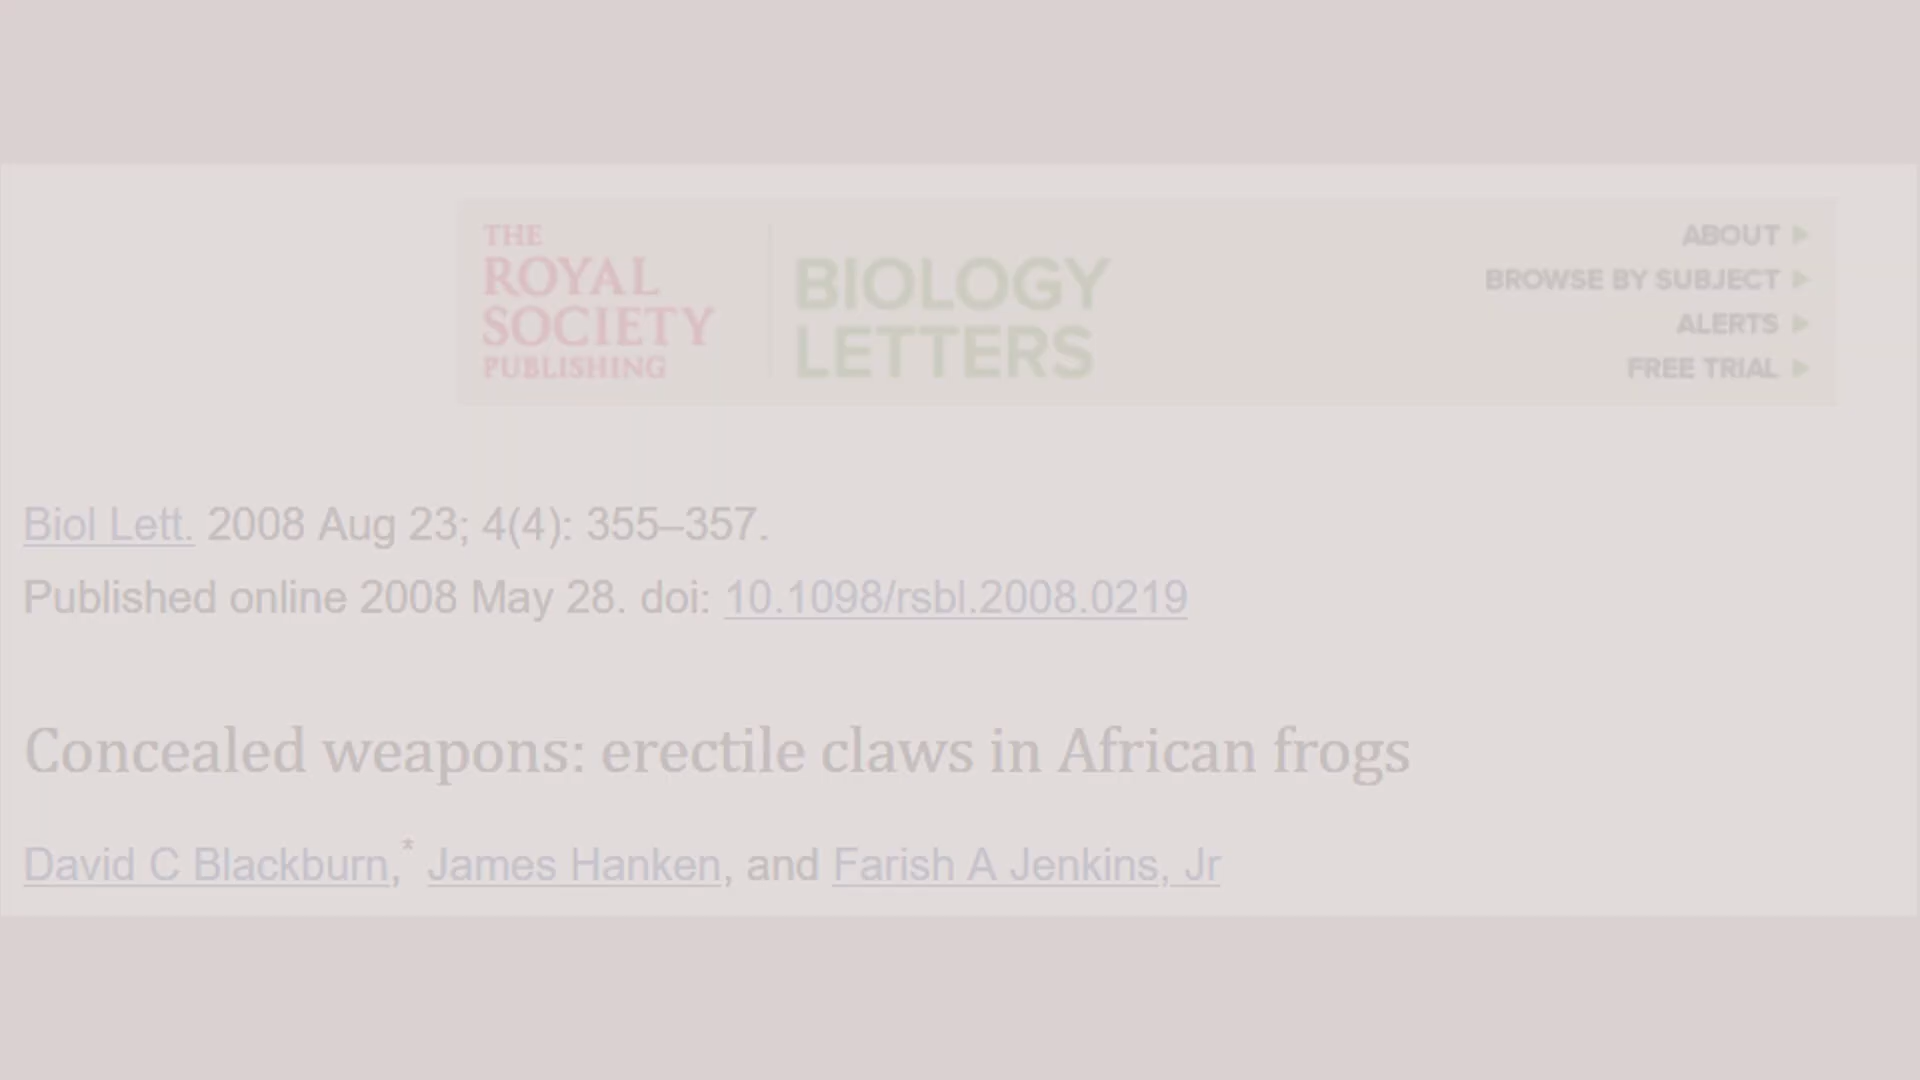 THE
ROYAL
SOCIETY
PUBLISHING
BIOLOGY
LETTERS
ABOUT
BROWSE BY SUBJECT
ALERTS
FREE TRIAL
Biol Lett. 2008 Aug 23; 4(4): 355–357.
Published online 2008 May 28. doi: 10.1098/rsbl.2008.0219
Concealed weapons: erectile claws in African frogs
David C Blackburn,* James Hanken, and Farish A Jenkins, Jr